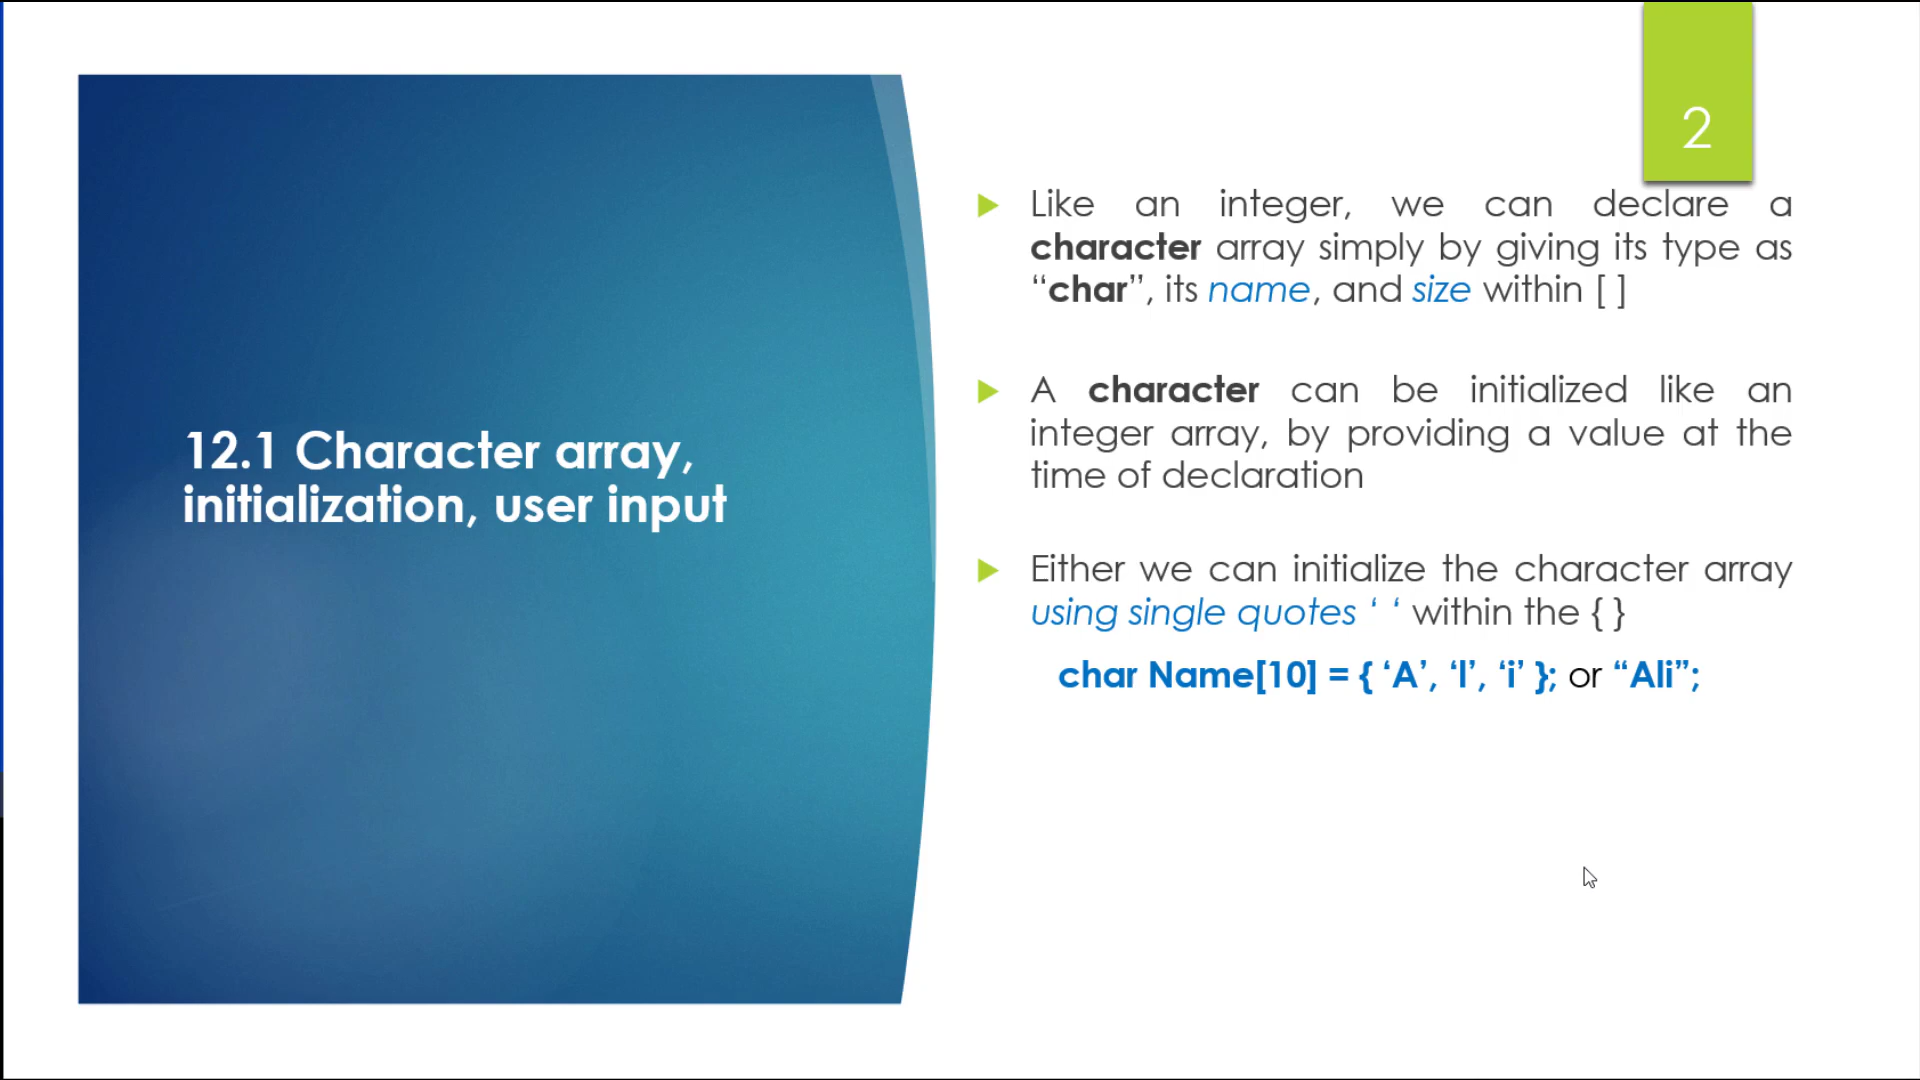 2
12.1 Character array,
initialization, user input
Like an integer, we can declare a
character array simply by giving its type as
“char”, its name, and size within [ ]
A character can be initialized like an
integer array, by providing a value at the
time of declaration
Either we can initialize the character array
using single quotes ‘ ‘ within the { }
char Name[10] = { ‘A’, ‘l’, ‘i’ }; or “Ali”;